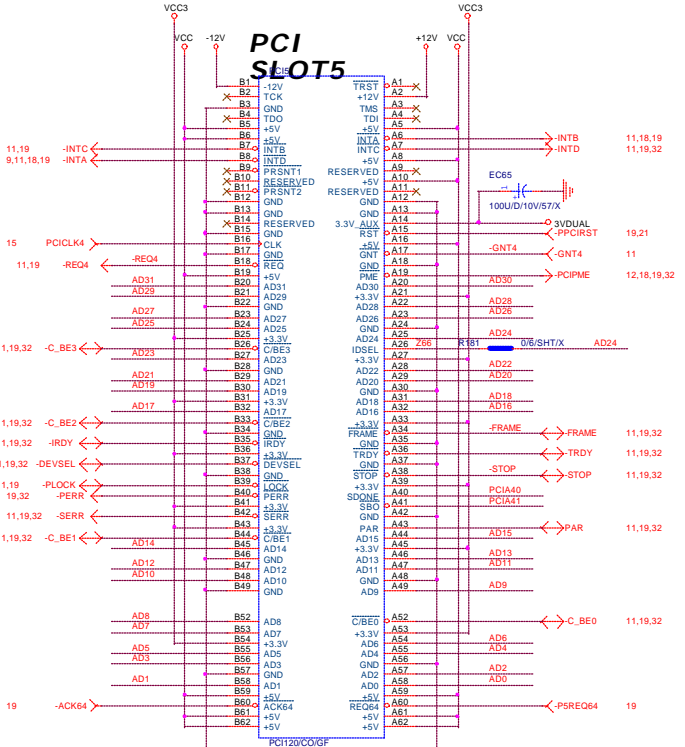 VCC3 VCC3
VCC -12V +12V VCC
PCI
SLOT5
PCI5
B1 -12V TRST A1
B2 TCK +12V A2
B3 GND TMS A3
B4 TDO TDI A4
B5 +5V +5V A5
B6 +5V INTA A6 -INTB 11,18,19
11,19 -INTC B7 INTB INTC A7 -INTD 11,19,32
9,11,18,19 -INTA B8 INTD +5V A8
B9 PRSNT1 RESERVED A9
B10 RESERVED +5V A10
B11 PRSNT2 RESERVED A11
EC65
1 +
100U/D/10V/57/X
B12 GND GND A12
B13 GND GND A13
B14 RESERVED 3.3V_AUX A14 3VDUAL
B15 GND RST A15 -PPCIRST 19,21
15 PCICLK4 B16 CLK +5V A16
B17 GND GNT A17 -GNT4 -GNT4 11
11,19 -REQ4 -REQ4 B18 REQ GND A18
B19 +5V PME A19 -PCIPME 12,18,19,32
AD31 B20 AD31 AD30 A20 AD30
AD29 B21 AD29 +3.3V A21
B22 GND AD28 A22 AD28
AD27 B23 AD27 AD26 A23 AD26
AD25 B24 AD25 GND A24
B25 +3.3V AD24 A25 AD24
1,19,32 -C_BE3 B26 C/BE3 IDSEL A26 Z66 R181 0/6/SHT/X AD24
AD23 B27 AD23 +3.3V A27
B28 GND AD22 A28 AD22
AD21 B29 AD21 AD20 A29 AD20
AD19 B30 AD19 GND A30
B31 +3.3V AD18 A31 AD18
AD17 B32 AD17 AD16 A32 AD16
1,19,32 -C_BE2 B33 C/BE2 +3.3V A33
B34 GND FRAME A34 -FRAME -FRAME 11,19,32
1,19,32 -IRDY B35 IRDY GND A35
B36 +3.3V TRDY A36 -TRDY 11,19,32
1,19,32 -DEVSEL B37 DEVSEL GND A37
B38 GND STOP A38 -STOP -STOP 11,19,32
1,19 -PLOCK B39 LOCK +3.3V A39
19,32 -PERR B40 PERR SDONE A40 PCIA40
B41 +3.3V SBO A41 PCIA41
11,19,32 -SERR B42 SERR GND A42
B43 +3.3V PAR A43 PAR 11,19,32
1,19,32 -C_BE1 B44 C/BE1 AD15 A44 AD15
AD14 B45 AD14 +3.3V A45
B46 GND AD13 A46 AD13
AD12 B47 AD12 AD11 A47 AD11
AD10 B48 AD10 GND A48
B49 GND AD9 A49 AD9
AD8 B52 AD8 C/BE0 A52 -C_BE0 11,19,32
AD7 B53 AD7 +3.3V A53
B54 +3.3V AD6 A54 AD6
AD5 B55 AD5 AD4 A55 AD4
AD3 B56 AD3 GND A56
B57 GND AD2 A57 AD2
AD1 B58 AD1 AD0 A58 AD0
B59 +5V +5V A59
19 -ACK64 B60 ACK64 REQ64 A60 -P5REQ64 19
B61 +5V +5V A61
B62 +5V +5V A62
PCI120/CO/GF